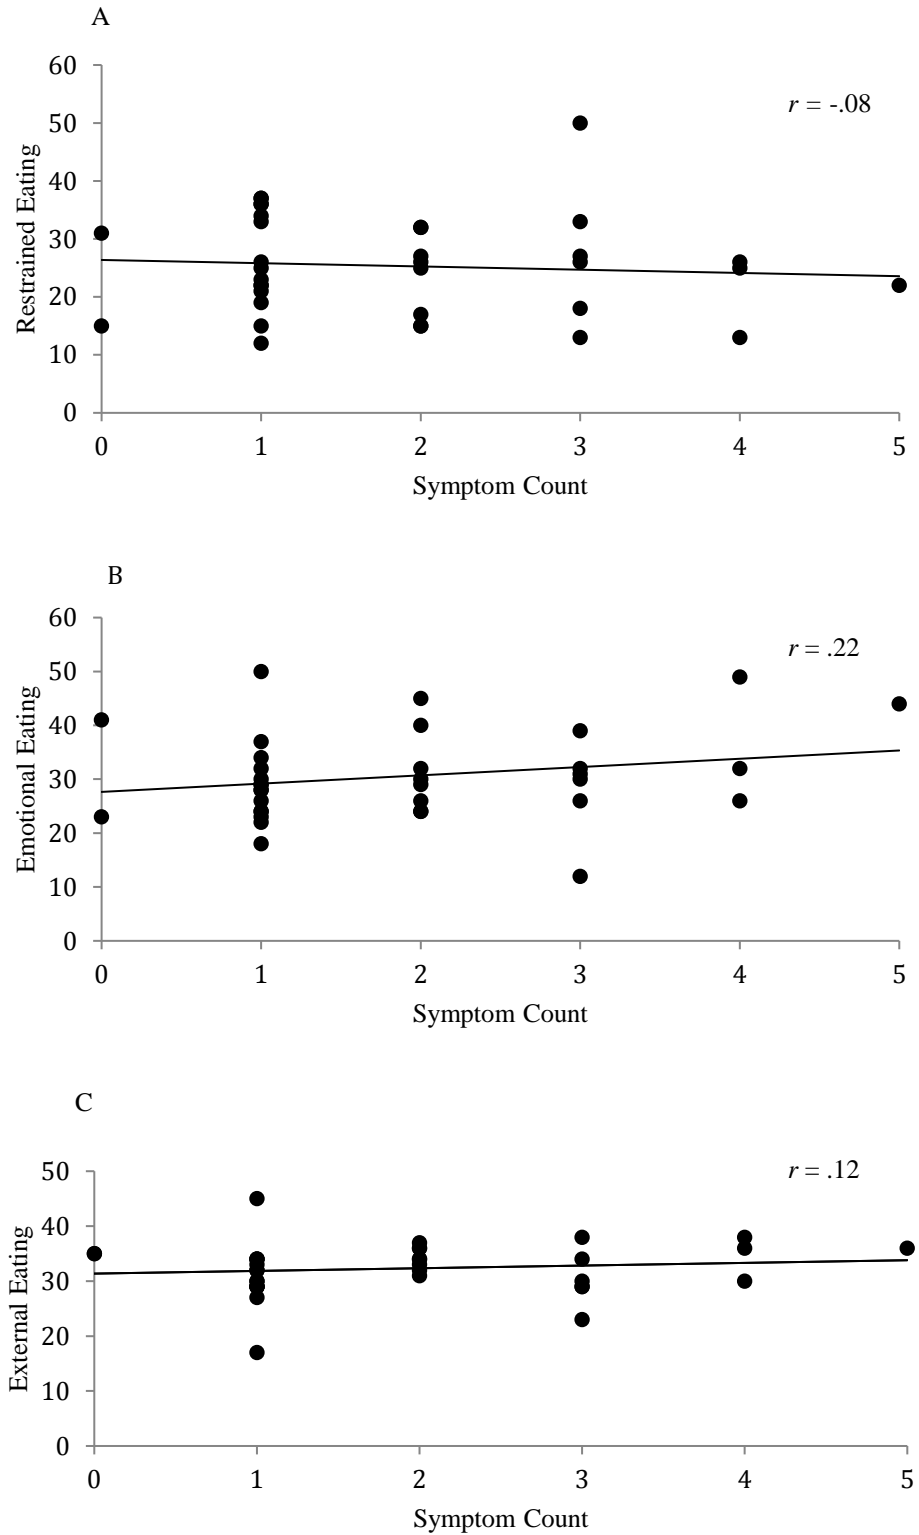 A
60
50
40
30
20
10
0
Restrained Eating
r = -.08
0 1 2 3 4 5
Symptom Count
B
60
50
40
30
20
10
0
Emotional Eating
r = .22
0 1 2 3 4 5
Symptom Count
C
50
40
30
20
10
0
External Eating
r = .12
0 1 2 3 4 5
Symptom Count